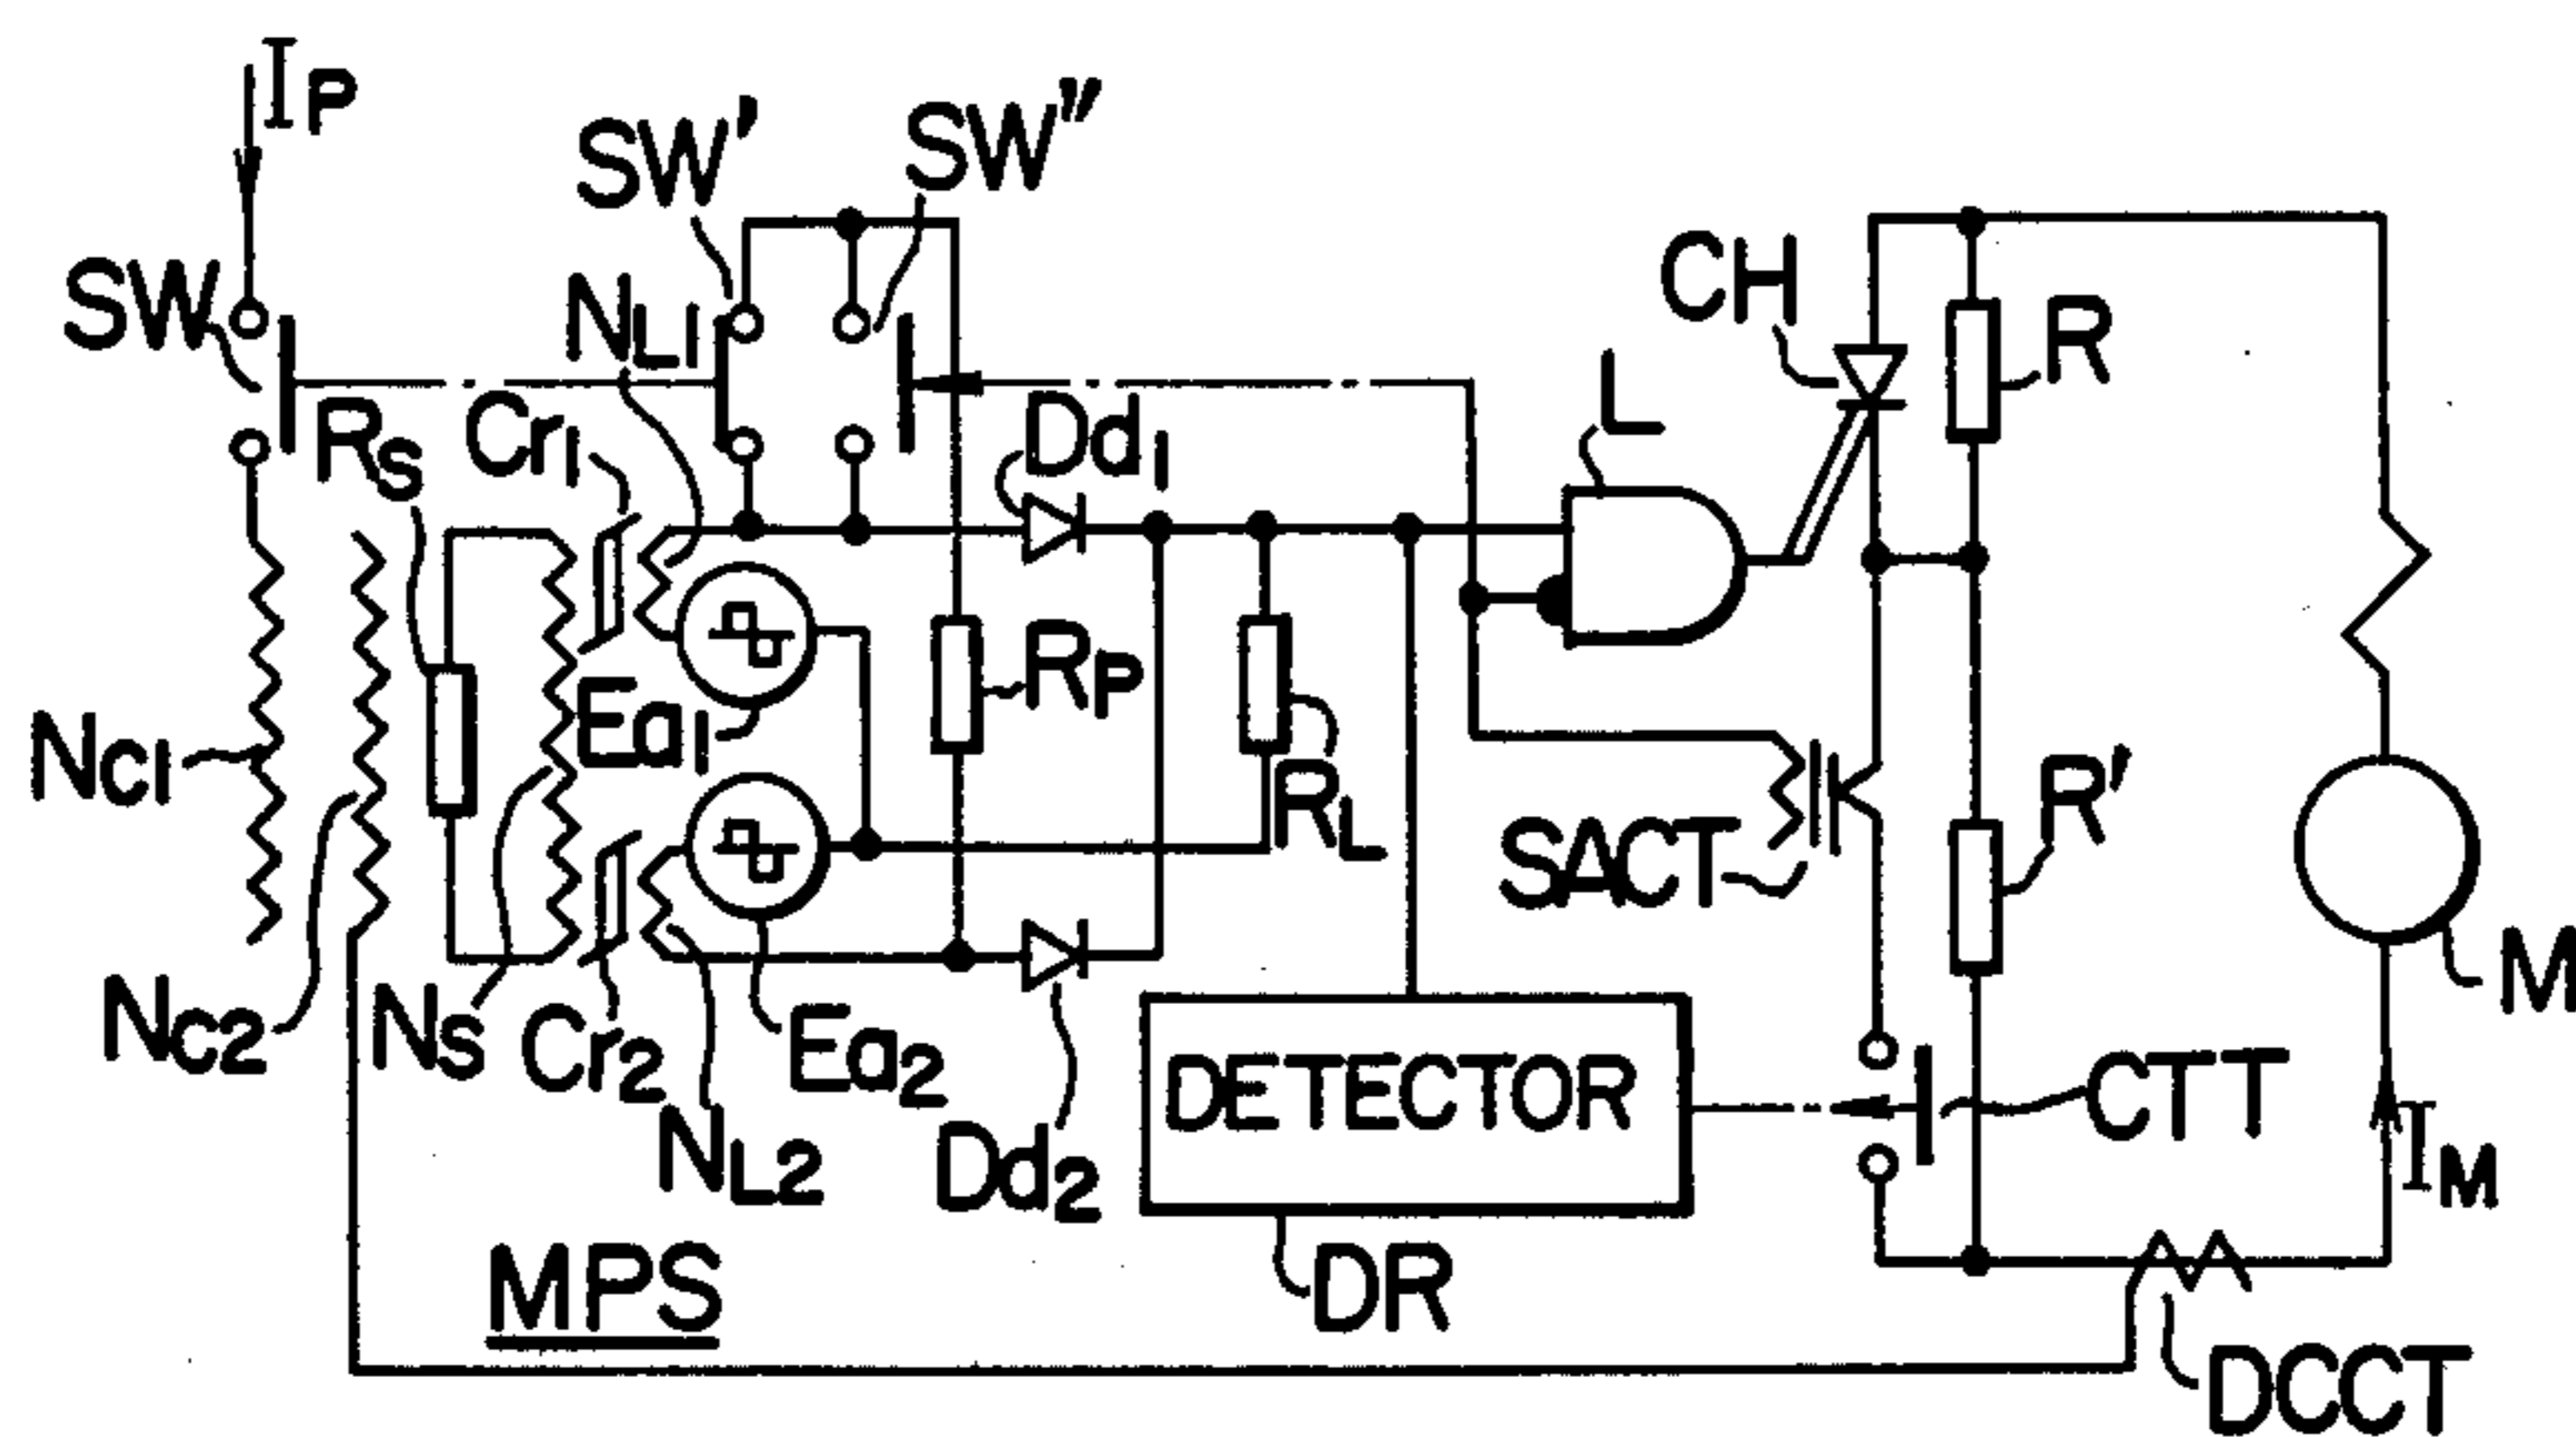 IP
SW'
SW"
SW
NL1
CH
R
L
Cr1
RS
Dd1
RP
NC1
Ea1
RL
R'
SACT
M
NC2
NS
Cr2
Ea2
NL2
Dd2
DETECTOR
CTT
IM
MPS
DR
DCCT